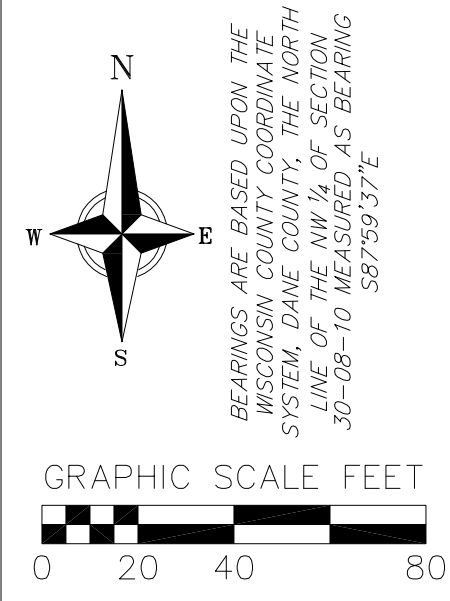 N
W
E
S
BEARINGS ARE BASED UPON THE
WISCONSIN COUNTY COORDINATE
SYSTEM, DANE COUNTY, THE NORTH
LINE OF THE NW 1/4 OF SECTION
30-08-10 MEASURED AS BEARING
S87°59'37"E
GRAPHIC SCALE FEET
0 20 40 80